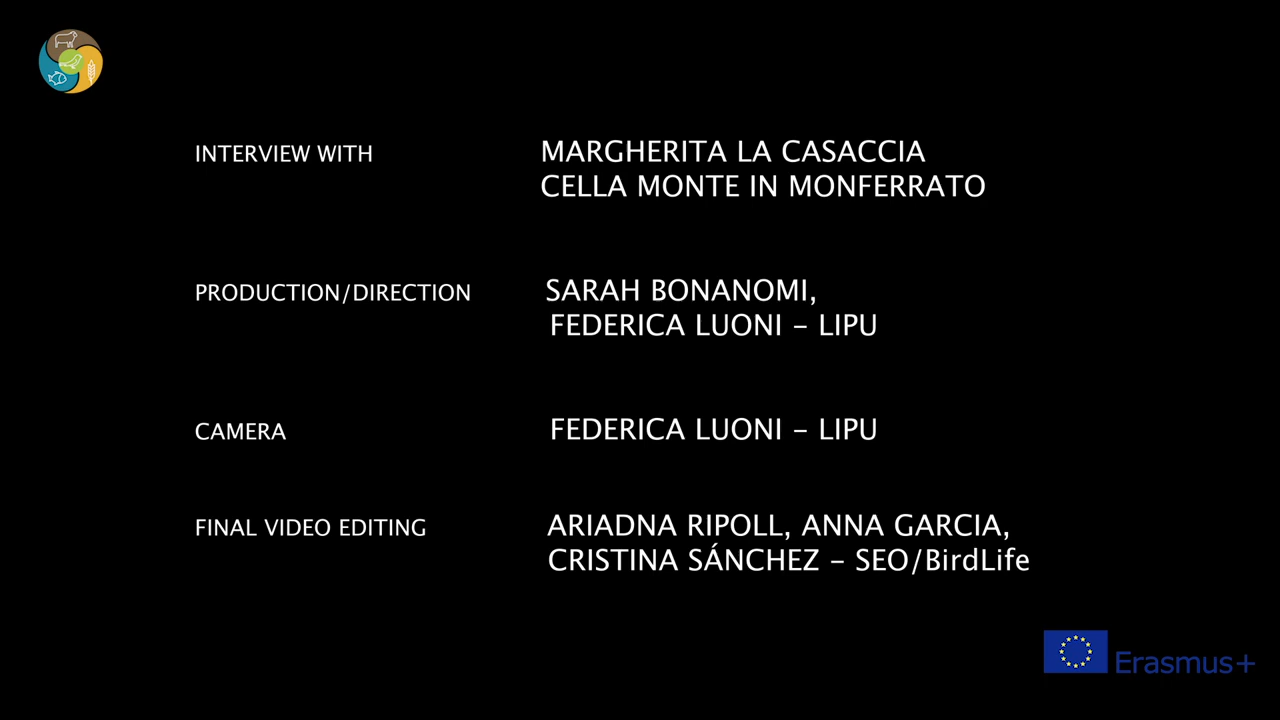 INTERVIEW WITH
MARGHERITA LA CASACCIA
CELLA MONTE IN MONFERRATO
PRODUCTION/DIRECTION
SARAH BONANOMI,
FEDERICA LUONI – LIPU
CAMERA
FEDERICA LUONI – LIPU
FINAL VIDEO EDITING
ARIADNA RIPOLL, ANNA GARCIA,
CRISTINA SÁNCHEZ – SEO/BirdLife
Erasmus+